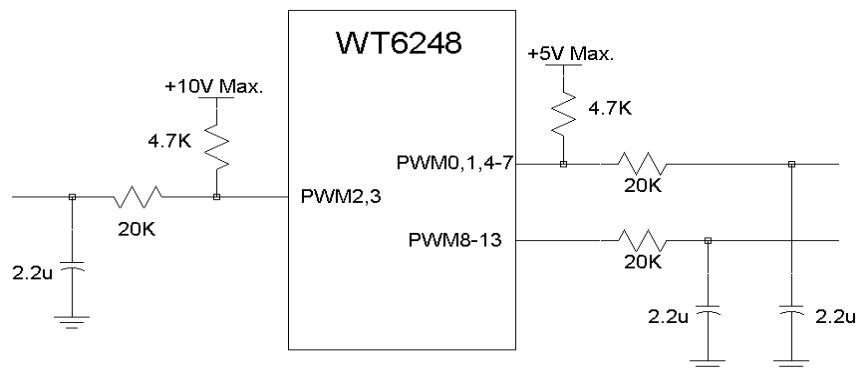 WT6248
+10V Max.
4.7K
20K
PWM2,3
2.2u
+5V Max.
4.7K
PWM0,1,4-7
20K
PWM8-13
20K
2.2u
2.2u